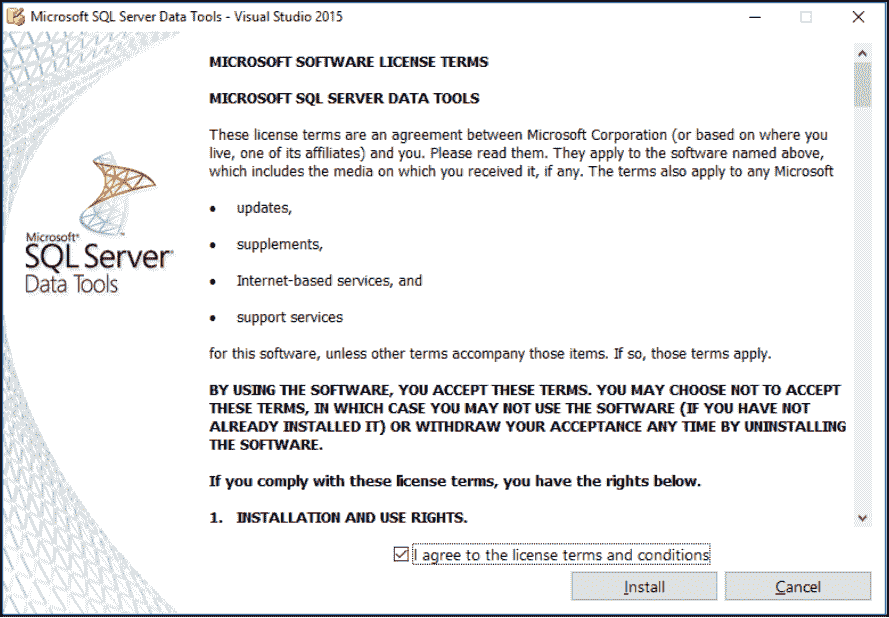 Microsoft SQL Server Data Tools - Visual Studio 2015
MICROSOFT SOFTWARE LICENSE TERMS
MICROSOFT SQL SERVER DATA TOOLS
These license terms are an agreement between Microsoft Corporation (or based on where you
live, one of its affiliates) and you. Please read them. They apply to the software named above,
which includes the media on which you received it, if any. The terms also apply to any Microsoft
• updates,
• supplements,
• Internet-based services, and
• support services
for this software, unless other terms accompany those items. If so, those terms apply.
BY USING THE SOFTWARE, YOU ACCEPT THESE TERMS. YOU MAY CHOOSE NOT TO ACCEPT
THESE TERMS, IN WHICH CASE YOU MAY NOT USE THE SOFTWARE (IF YOU HAVE NOT
ALREADY INSTALLED IT) OR WITHDRAW YOUR ACCEPTANCE ANY TIME BY UNINSTALLING
THE SOFTWARE.
If you comply with these license terms, you have the rights below.
1. INSTALLATION AND USE RIGHTS.
Microsoft®
SQL Server®
Data Tools
I agree to the license terms and conditions
Install
Cancel